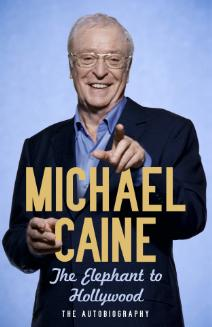 MICHAEL
CAINE
The Elephant to
Hollywood
THE AUTOBIOGRAPHY